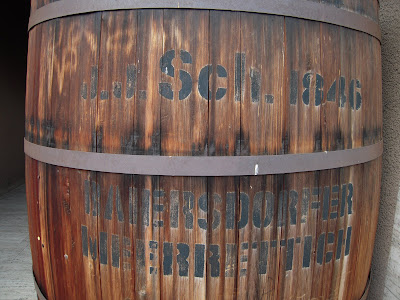 J.J. Sch. 1846
BAIERSDORFER
MEERRETTICH